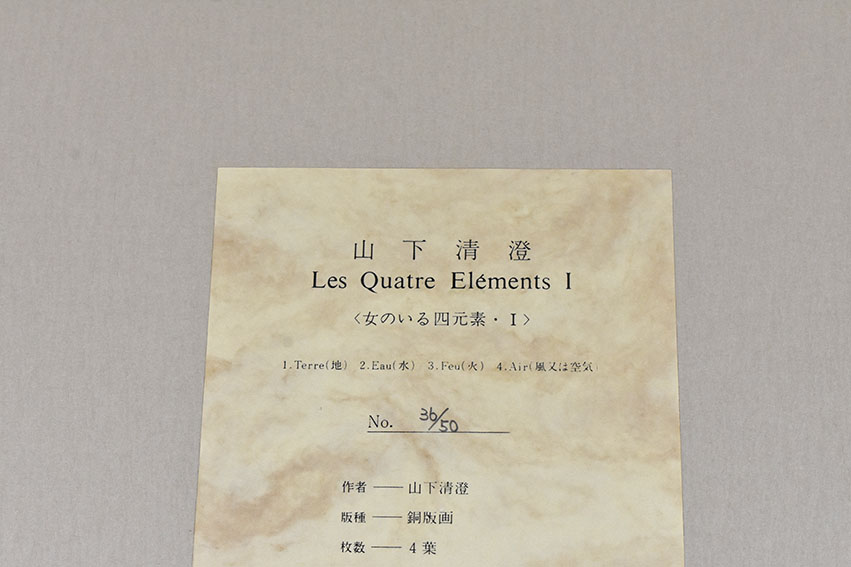 山下清澄
Les Quatre Eléments I
〈女のいる四元素・I〉
1.Terre(地) 2.Eau(水) 3.Feu(火) 4.Air(風又は空気)
No. 36/50
作者 ── 山下清澄
版種 ── 銅版画
枚数 ── 4葉